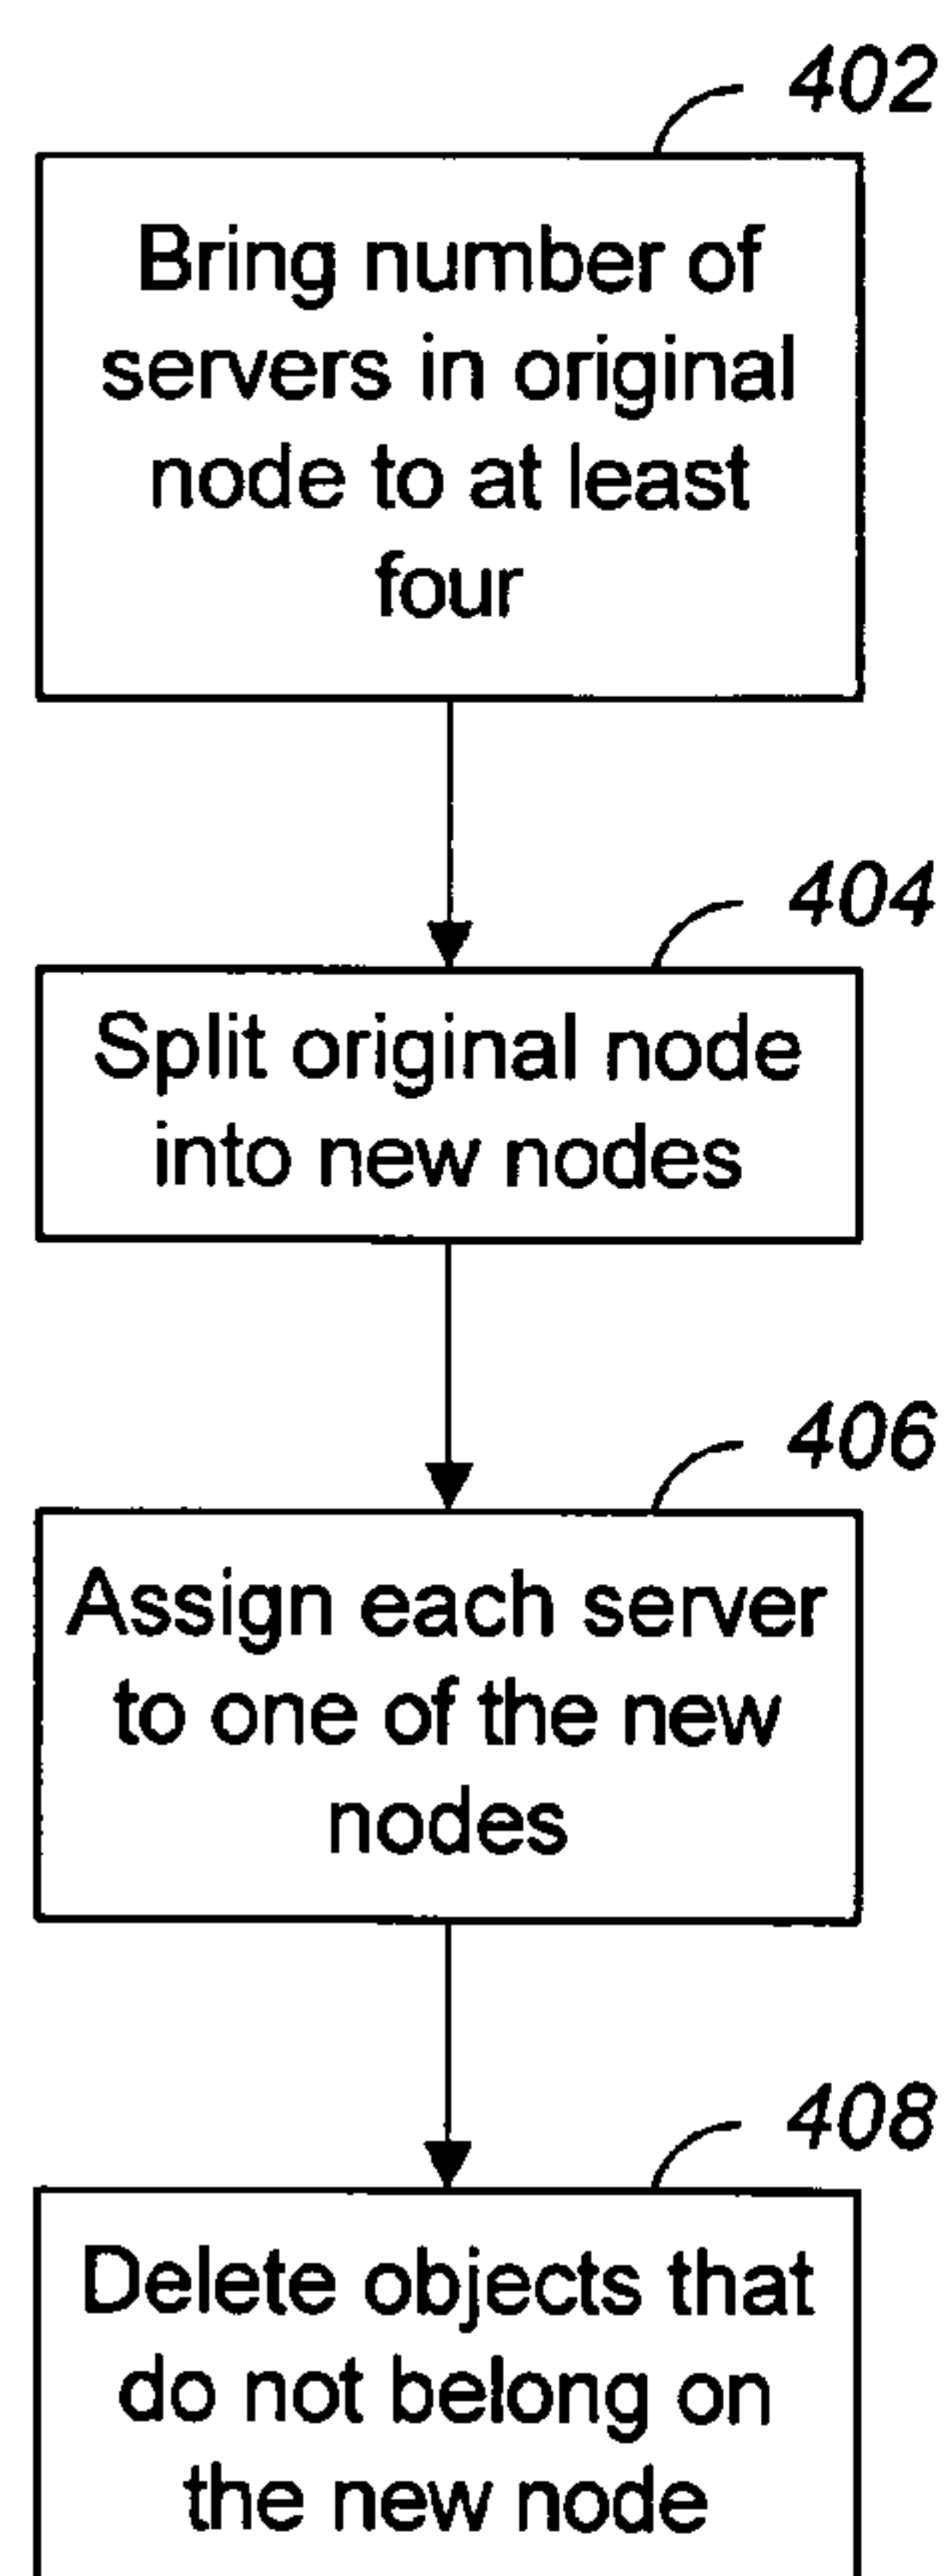 402
Bring number of
servers in original
node to at least
four
404
Split original node
into new nodes
406
Assign each server
to one of the new
nodes
408
Delete objects that
do not belong on
the new node